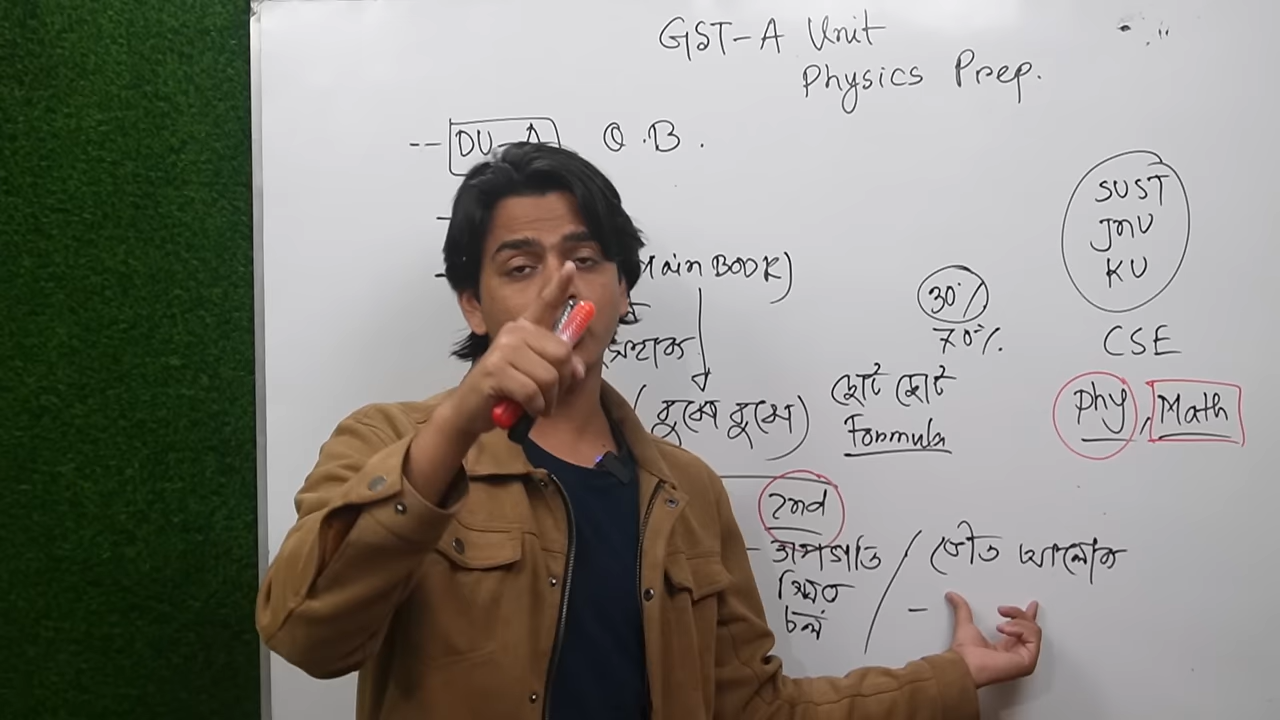 GST-A Unit
Physics Prep.
-- DU-A Q.B.
Main BOOK)
(বুঝে বুঝে)
ছোট ছোট
Formula
30%
70%
SUST
JnU
KU
CSE
Phy, Math
2nd
তাপগতি / ভৌত আলোক
স্থির
চল